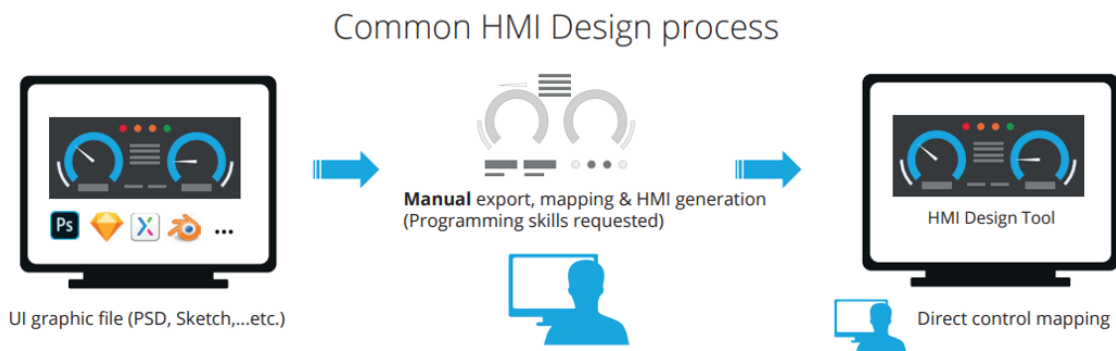 Common HMI Design process
Ps
...
UI graphic file (PSD, Sketch,...etc.)
Manual export, mapping & HMI generation
(Programming skills requested)
HMI Design Tool
Direct control mapping